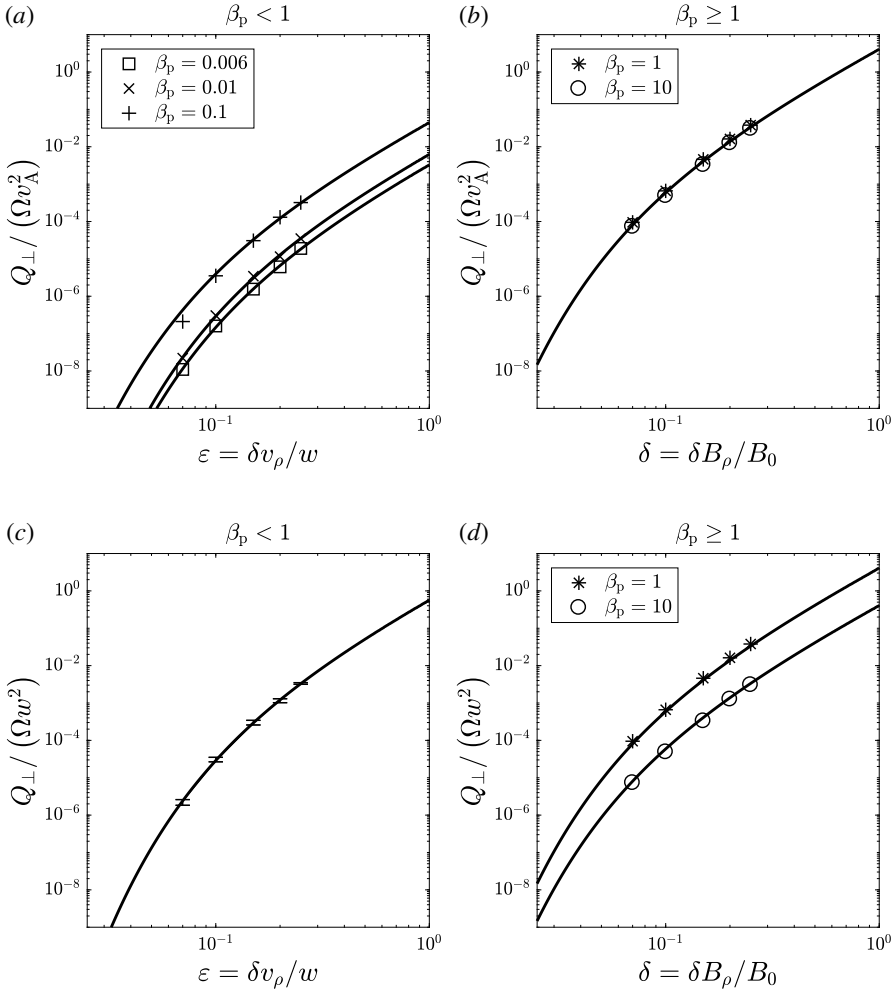 (a) β_p < 1
□ β_p = 0.006
× β_p = 0.01
+ β_p = 0.1
10^0
10^−2
10^−4
10^−6
10^−8
Q_⊥/(Ωv_A^2)
10^−1 10^0
ε = δv_ρ/w
(b) β_p ≥ 1
✳ β_p = 1
○ β_p = 10
10^0
10^−2
10^−4
10^−6
10^−8
Q_⊥/(Ωv_A^2)
10^−1 10^0
δ = δB_ρ/B_0
(c) β_p < 1
10^0
10^−2
10^−4
10^−6
10^−8
Q_⊥/(Ωw^2)
10^−1 10^0
ε = δv_ρ/w
(d) β_p ≥ 1
✳ β_p = 1
○ β_p = 10
10^0
10^−2
10^−4
10^−6
10^−8
Q_⊥/(Ωw^2)
10^−1 10^0
δ = δB_ρ/B_0